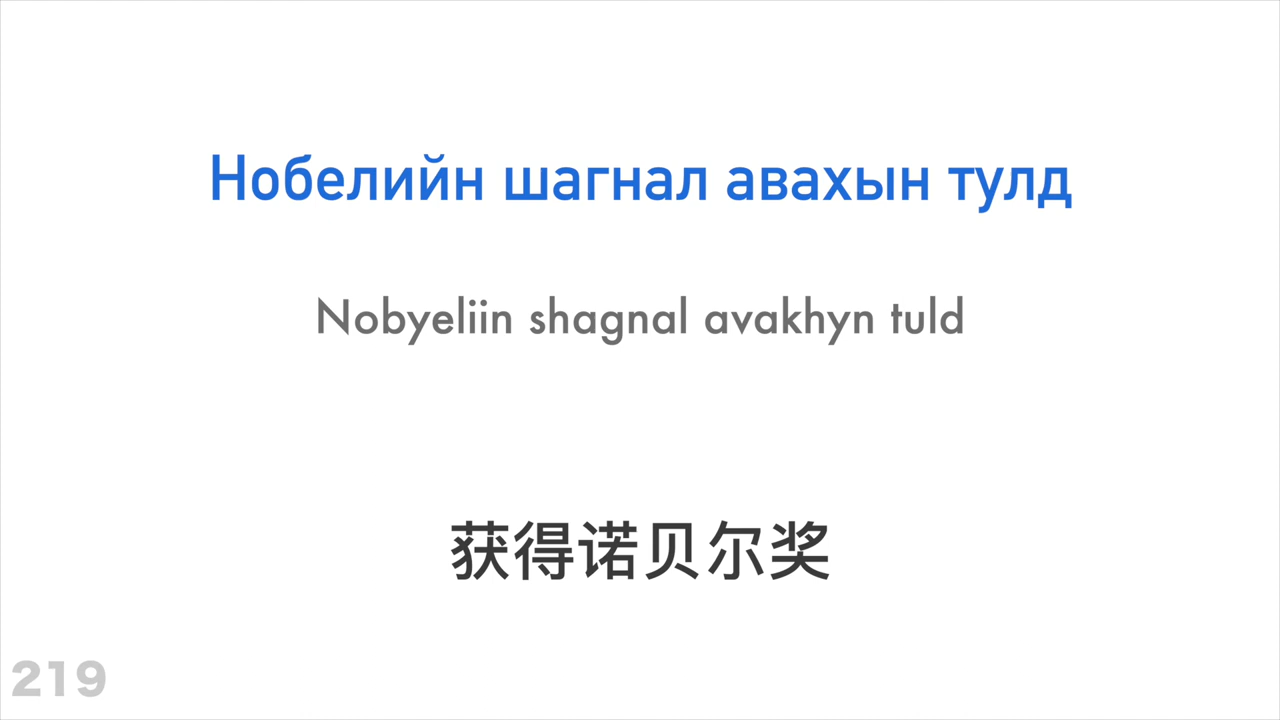 Нобелийн шагнал авахын тулд
Nobyeliin shagnal avakhyn tuld
获得诺贝尔奖
219